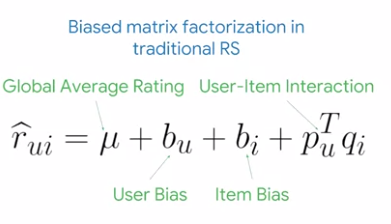 Biased matrix factorization in
traditional RS
Global Average Rating User-Item Interaction
r̂_{ui} = μ + b_u + b_i + p_u^T q_i
User Bias Item Bias